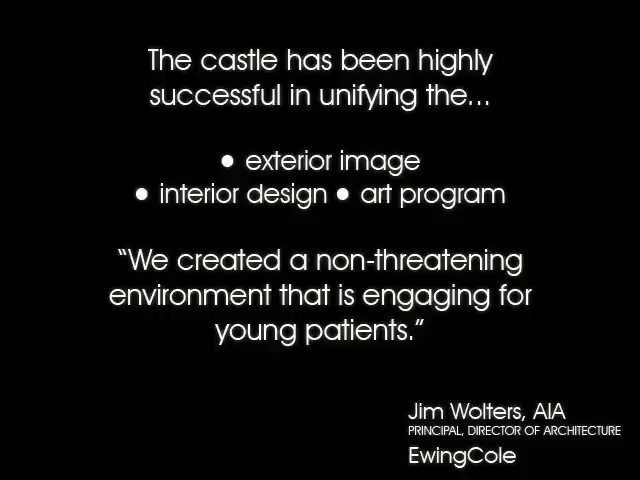 The castle has been highly
successful in unifying the...
• exterior image
• interior design • art program
“We created a non-threatening
environment that is engaging for
young patients.”
Jim Wolters, AIA
PRINCIPAL, DIRECTOR OF ARCHITECTURE
EwingCole